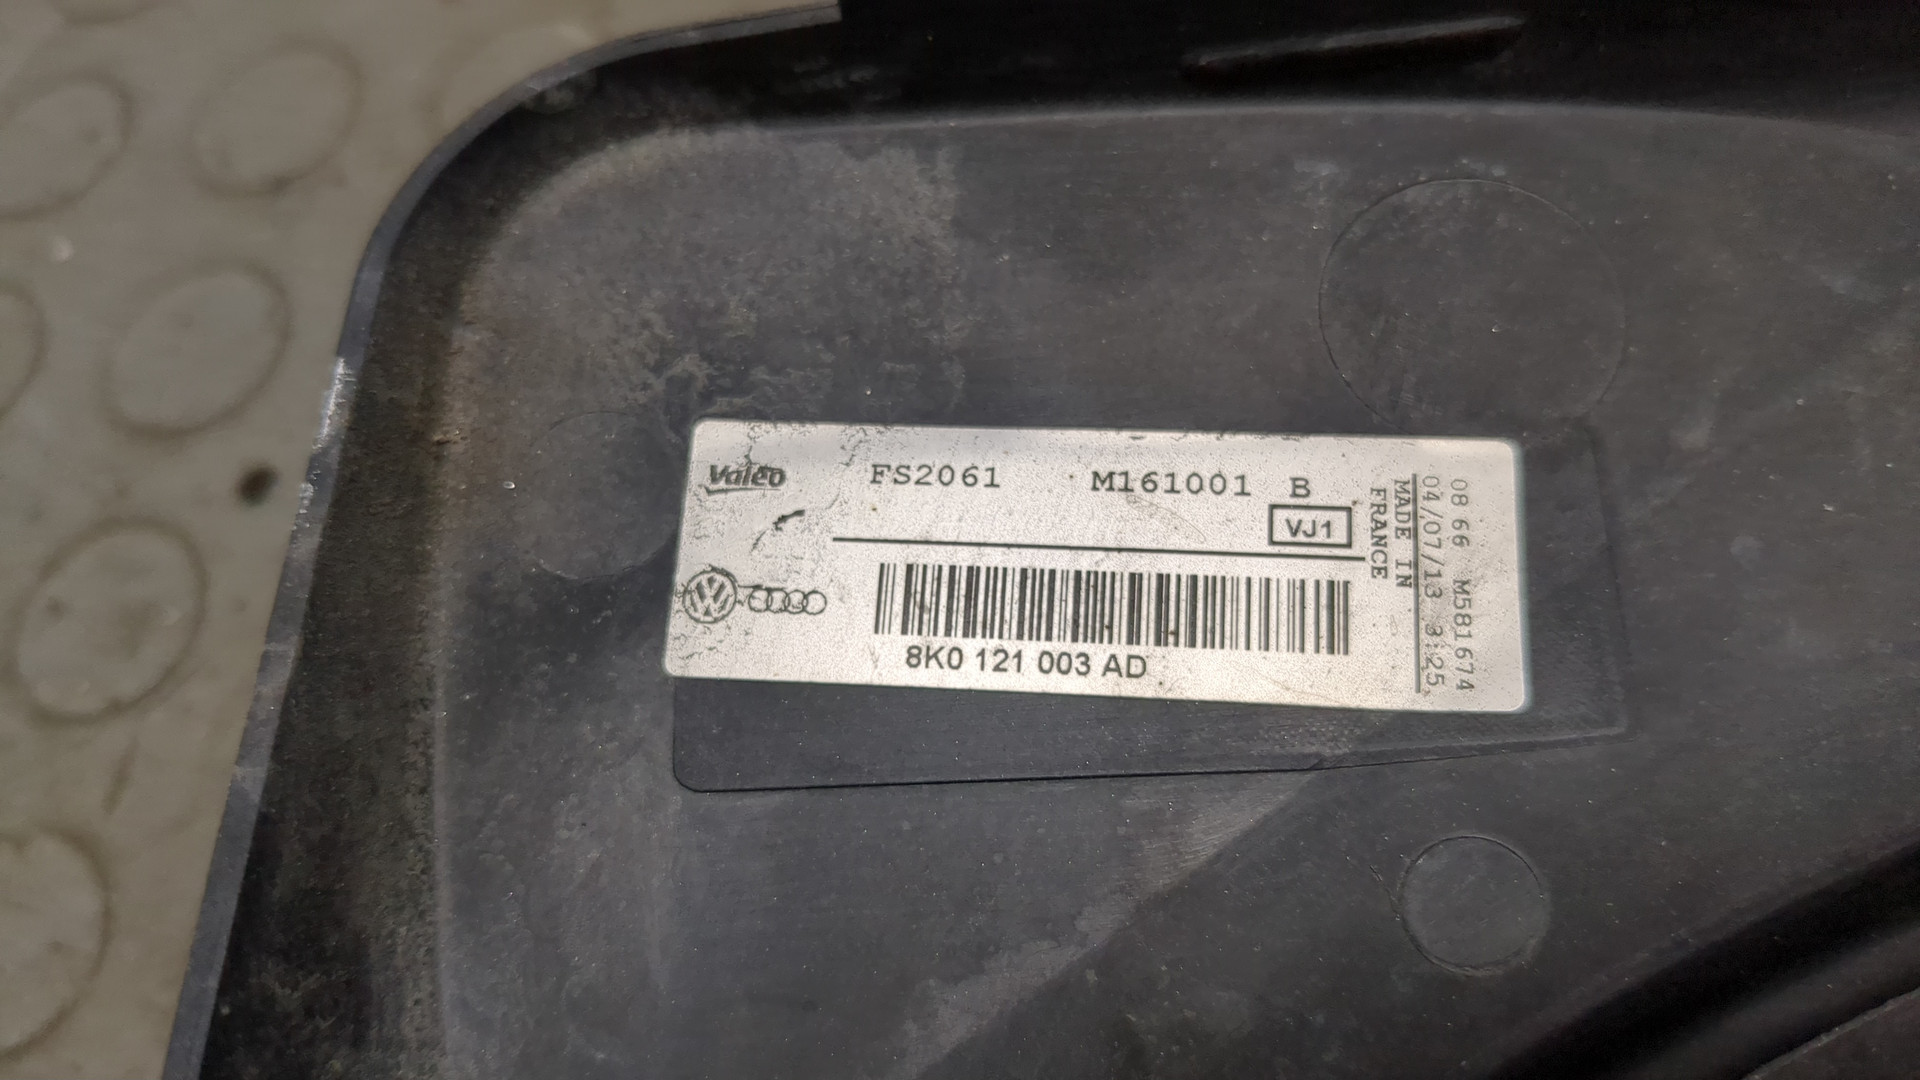 Valeo FS2061 M161001 B
VJ1
8K0 121 003 AD
MADE IN
FRANCE
08 66 M581674
04/07/13 3:25